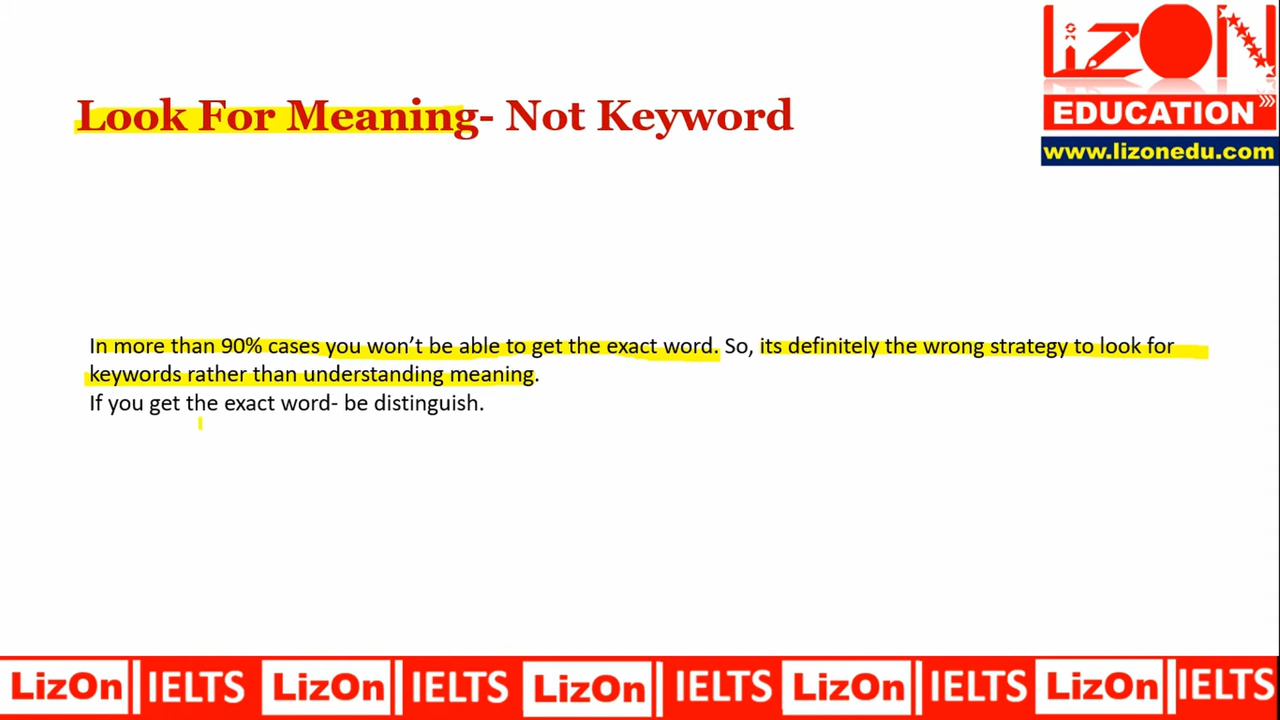 LizON
EDUCATION
www.lizonedu.com
Look For Meaning- Not Keyword
In more than 90% cases you won’t be able to get the exact word. So, its definitely the wrong strategy to look for
keywords rather than understanding meaning.
If you get the exact word- be distinguish.
LizOn IELTS LizOn IELTS LizOn IELTS LizOn IELTS LizOn IELTS